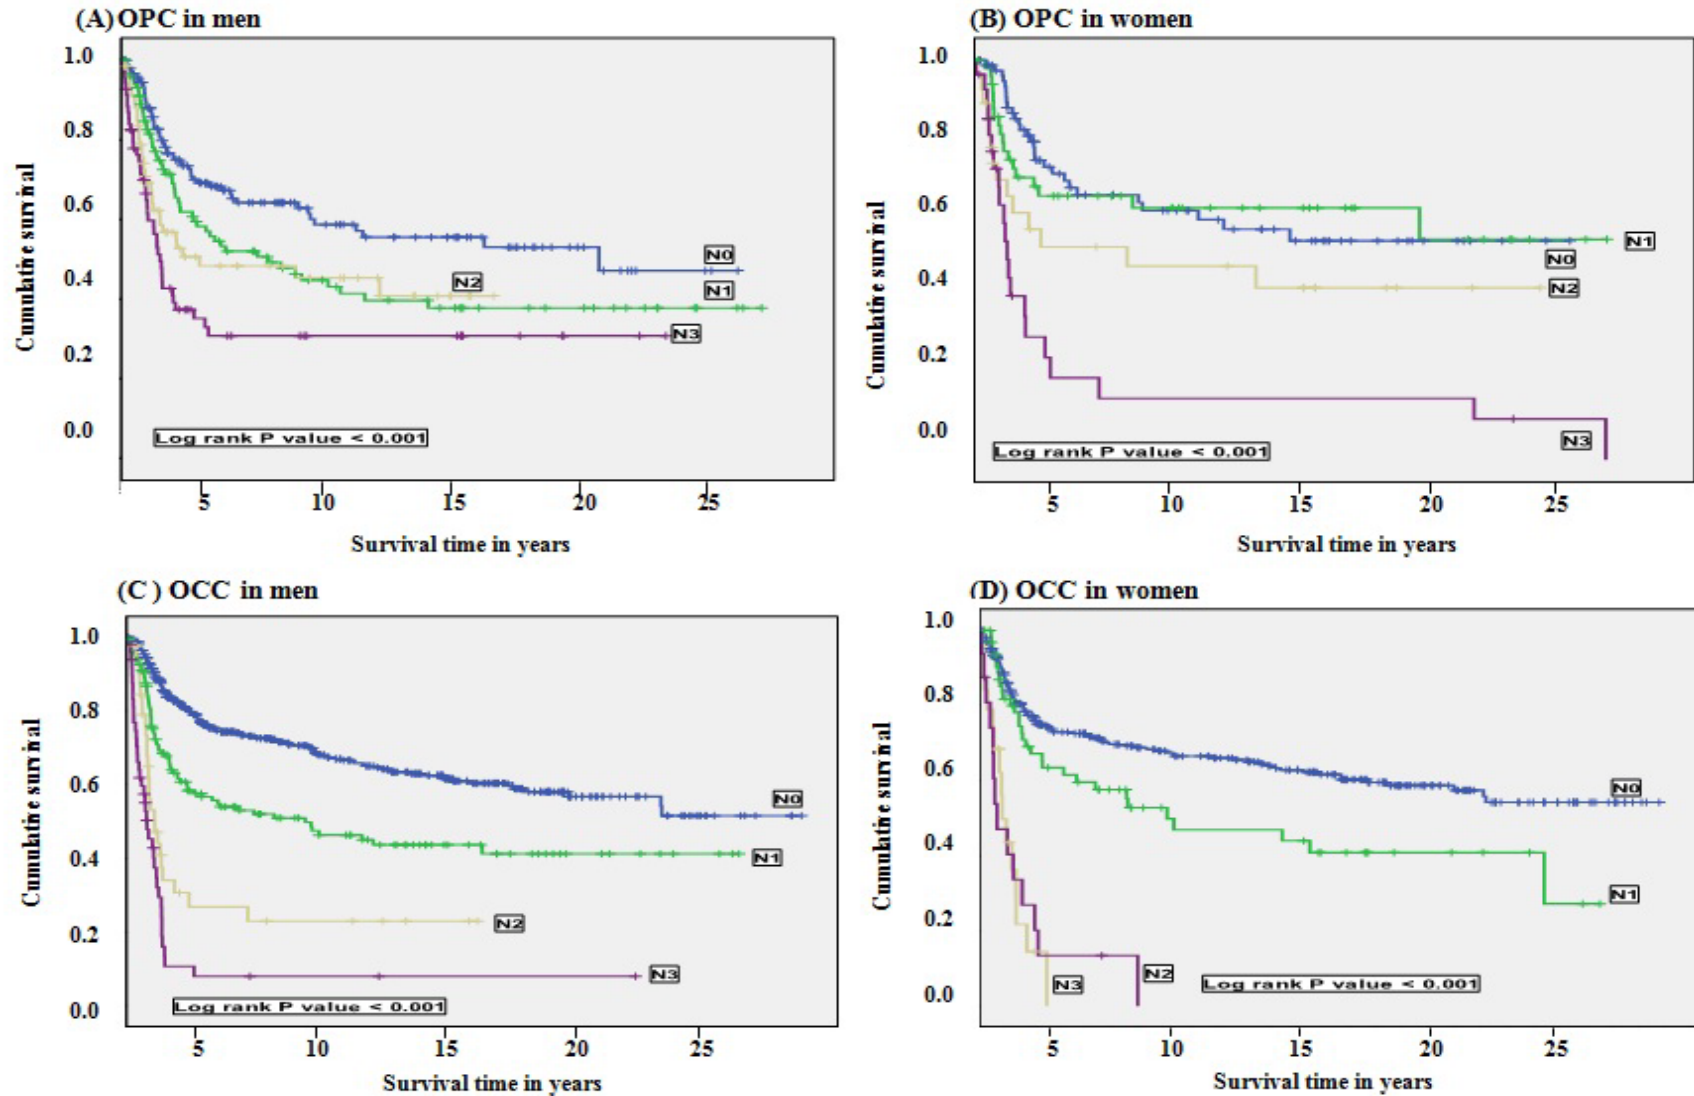 (A) OPC in men
1.0
0.8
0.6
0.4
0.2
0.0
Cumulative survival
N0
N2
N1
N3
Log rank P value < 0.001
5 10 15 20 25
Survival time in years
(B) OPC in women
1.0
0.8
0.6
0.4
0.2
0.0
Cumulative survival
N1
N0
N2
N3
Log rank P value < 0.001
5 10 15 20 25
Survival time in years
(C ) OCC in men
1.0
0.8
0.6
0.4
0.2
0.0
Cumulative survival
N0
N1
N2
N3
Log rank P value < 0.001
5 10 15 20 25
Survival time in years
(D) OCC in women
1.0
0.8
0.6
0.4
0.2
0.0
Cumulative survival
N0
N1
N2
N3
Log rank P value < 0.001
5 10 15 20 25
Survival time in years